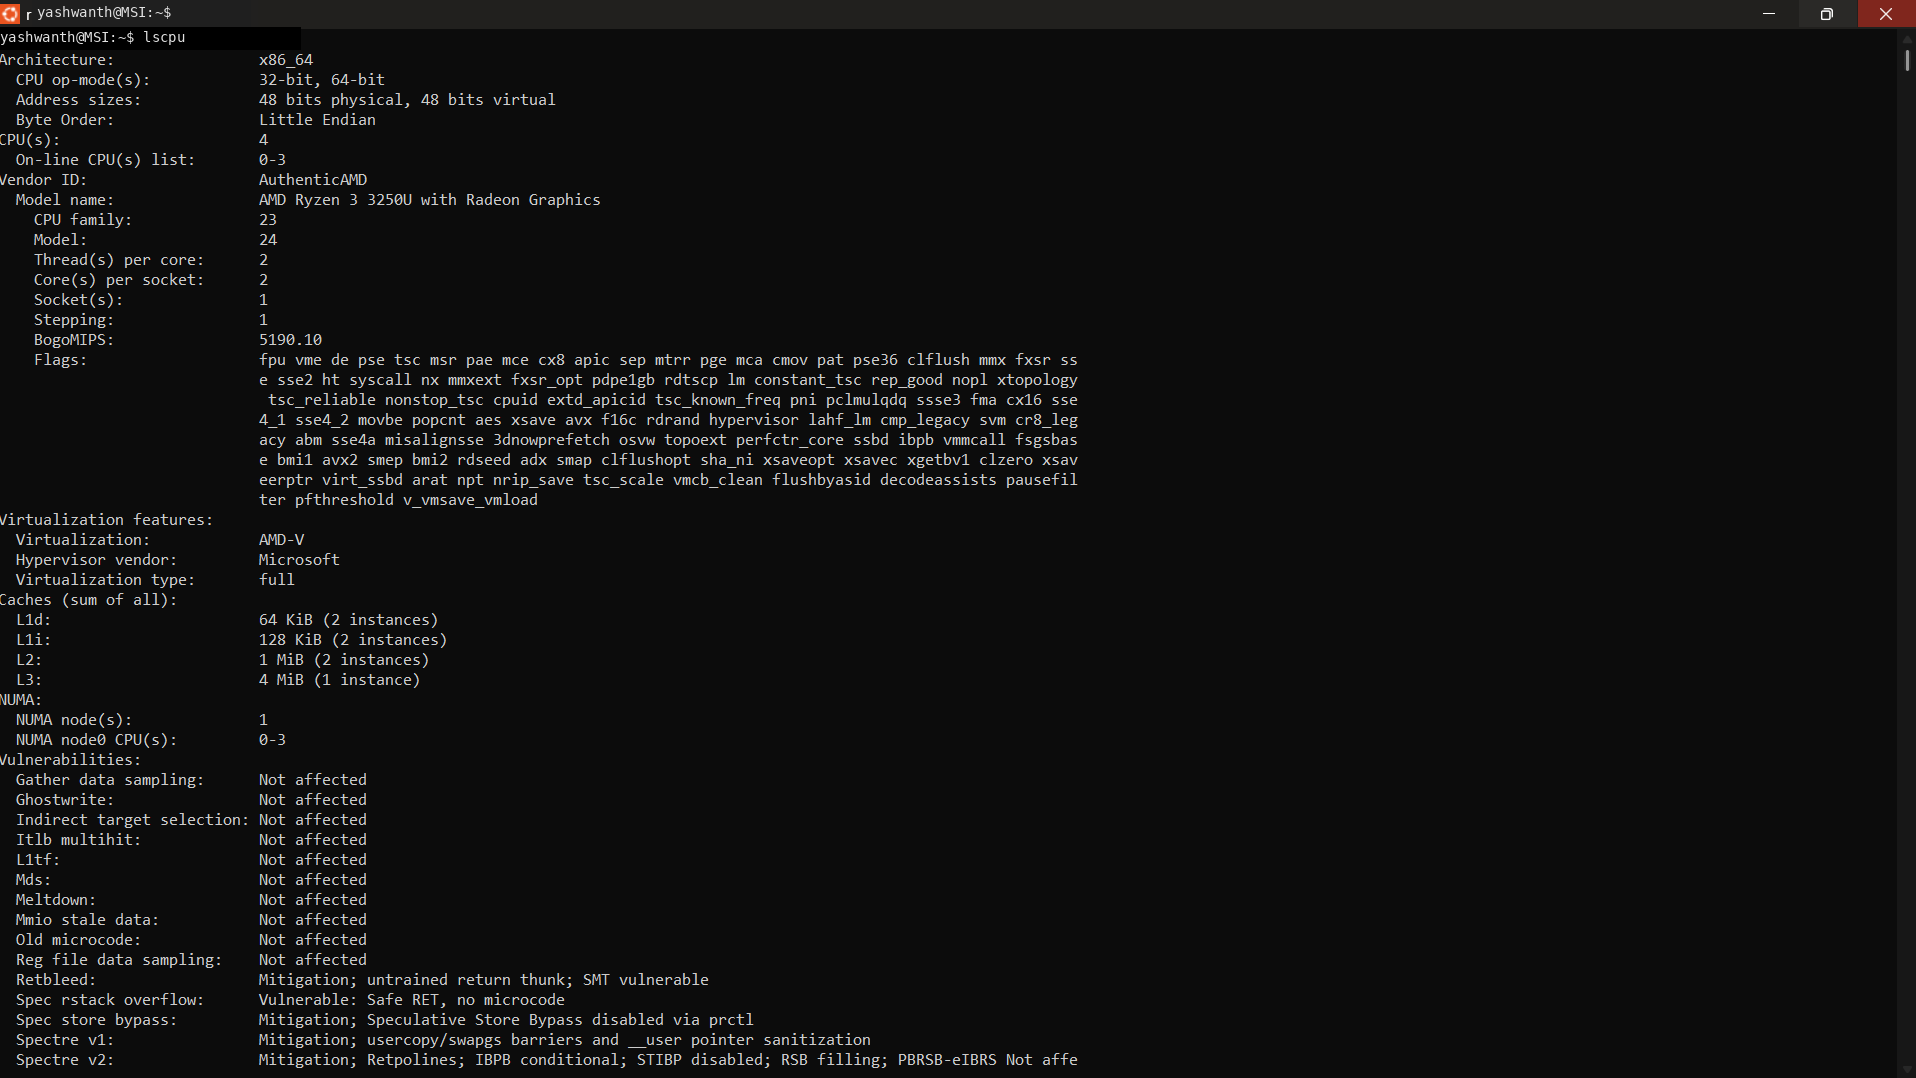 r yashwanth@MSI:~$
yashwanth@MSI:~$ lscpu
Architecture: x86_64
CPU op-mode(s): 32-bit, 64-bit
Address sizes: 48 bits physical, 48 bits virtual
Byte Order: Little Endian
CPU(s): 4
On-line CPU(s) list: 0-3
Vendor ID: AuthenticAMD
Model name: AMD Ryzen 3 3250U with Radeon Graphics
CPU family: 23
Model: 24
Thread(s) per core: 2
Core(s) per socket: 2
Socket(s): 1
Stepping: 1
BogoMIPS: 5190.10
Flags: fpu vme de pse tsc msr pae mce cx8 apic sep mtrr pge mca cmov pat pse36 clflush mmx fxsr ss
e sse2 ht syscall nx mmxext fxsr_opt pdpe1gb rdtscp lm constant_tsc rep_good nopl xtopology
tsc_reliable nonstop_tsc cpuid extd_apicid tsc_known_freq pni pclmulqdq ssse3 fma cx16 sse
4_1 sse4_2 movbe popcnt aes xsave avx f16c rdrand hypervisor lahf_lm cmp_legacy svm cr8_leg
acy abm sse4a misalignsse 3dnowprefetch osvw topoext perfctr_core ssbd ibpb vmmcall fsgsbas
e bmi1 avx2 smep bmi2 rdseed adx smap clflushopt sha_ni xsaveopt xsavec xgetbv1 clzero xsav
eerptr virt_ssbd arat npt nrip_save tsc_scale vmcb_clean flushbyasid decodeassists pausefil
ter pfthreshold v_vmsave_vmload
Virtualization features:
Virtualization: AMD-V
Hypervisor vendor: Microsoft
Virtualization type: full
Caches (sum of all):
L1d: 64 KiB (2 instances)
L1i: 128 KiB (2 instances)
L2: 1 MiB (2 instances)
L3: 4 MiB (1 instance)
NUMA:
NUMA node(s): 1
NUMA node0 CPU(s): 0-3
Vulnerabilities:
Gather data sampling: Not affected
Ghostwrite: Not affected
Indirect target selection: Not affected
Itlb multihit: Not affected
L1tf: Not affected
Mds: Not affected
Meltdown: Not affected
Mmio stale data: Not affected
Old microcode: Not affected
Reg file data sampling: Not affected
Retbleed: Mitigation; untrained return thunk; SMT vulnerable
Spec rstack overflow: Vulnerable: Safe RET, no microcode
Spec store bypass: Mitigation; Speculative Store Bypass disabled via prctl
Spectre v1: Mitigation; usercopy/swapgs barriers and __user pointer sanitization
Spectre v2: Mitigation; Retpolines; IBPB conditional; STIBP disabled; RSB filling; PBRSB-eIBRS Not affe